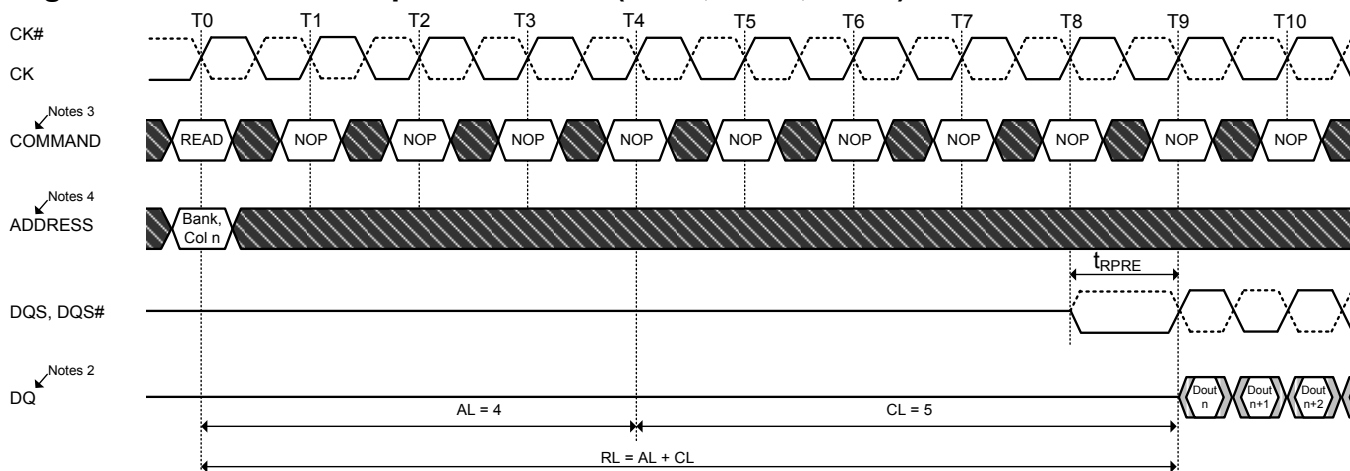 T0 T1 T2 T3 T4 T5 T6 T7 T8 T9 T10
CK#
CK
Notes 3
COMMAND
READ NOP NOP NOP NOP NOP NOP NOP NOP NOP NOP
Notes 4
ADDRESS
Bank,
Col n
tRPRE
DQS, DQS#
Notes 2
DQ
Dout
n
Dout
n+1
Dout
n+2
AL = 4
CL = 5
RL = AL + CL